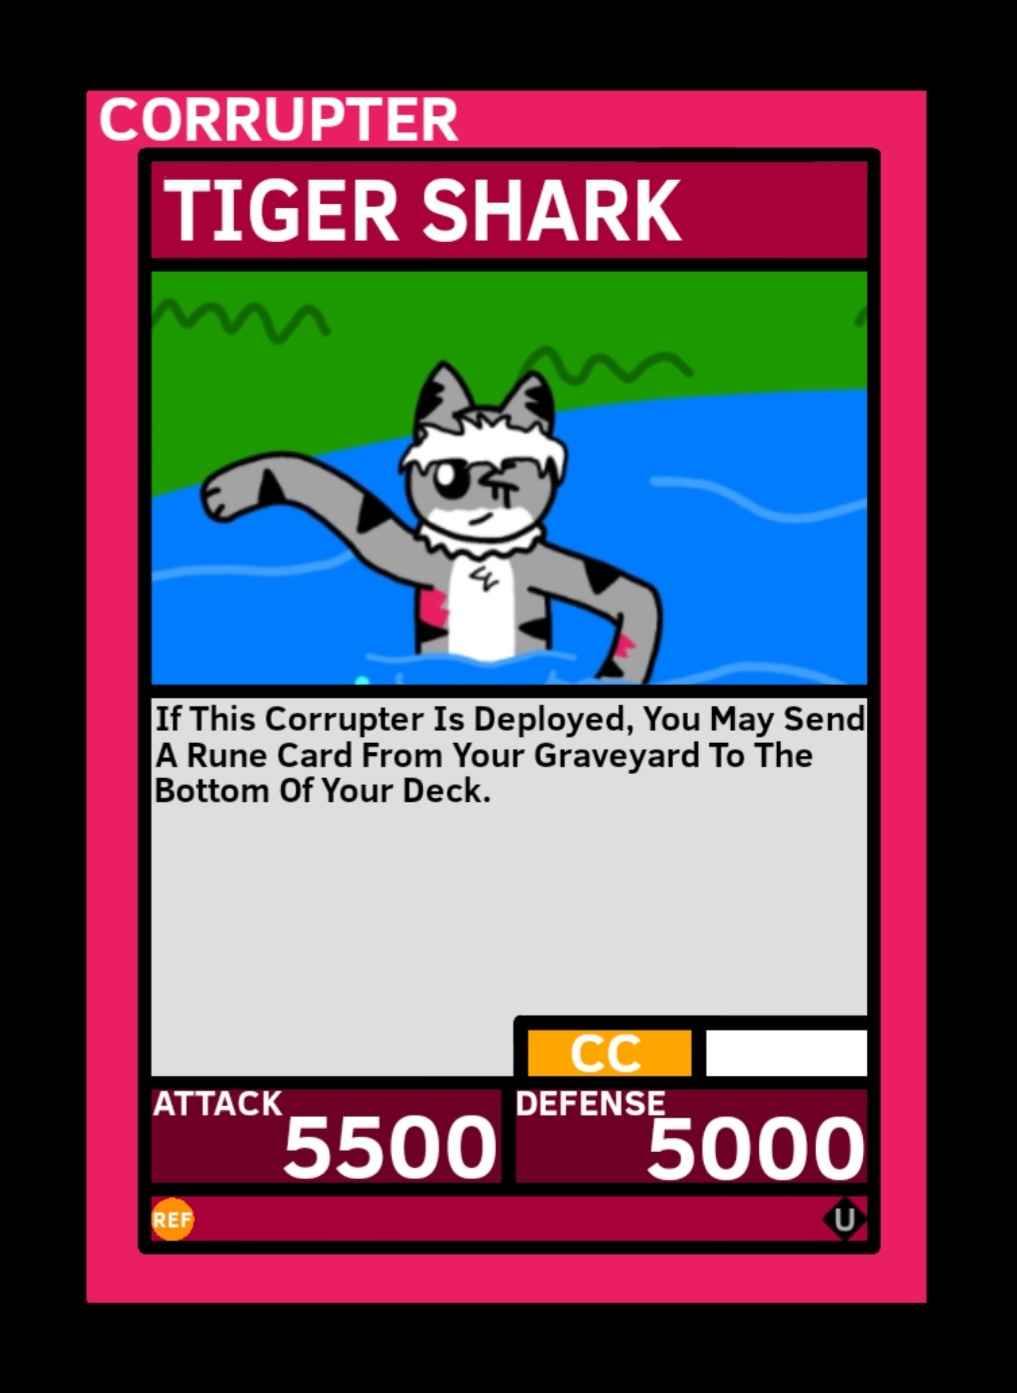 CORRUPTER
TIGER SHARK
If This Corrupter Is Deployed, You May Send
A Rune Card From Your Graveyard To The
Bottom Of Your Deck.
CC
ATTACK
5500
DEFENSE
5000
REF
U